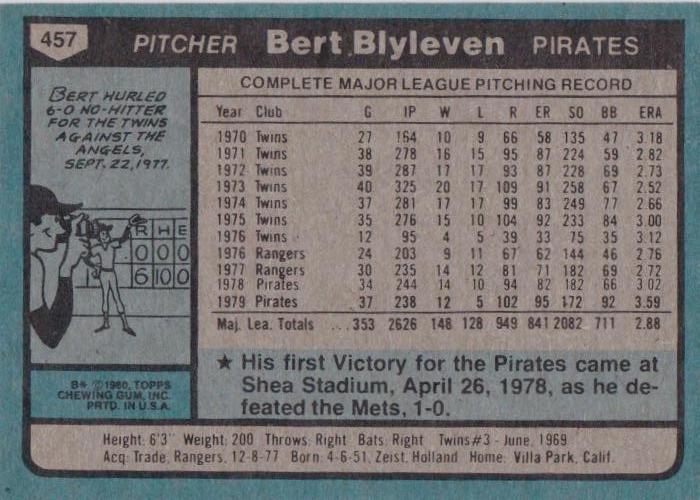 457 PITCHER Bert Blyleven PIRATES
BERT HURLED
6-0 NO-HITTER
FOR THE TWINS
AGAINST THE
ANGELS,
SEPT. 22, 1977.
R H E
0 0 0
6 10 0
B✶ ©1980, TOPPS
CHEWING GUM, INC.
PRTD. IN U.S.A.
COMPLETE MAJOR LEAGUE PITCHING RECORD
Year Club G IP W L R ER SO BB ERA
1970 Twins 27 164 10 9 66 58 135 47 3.18
1971 Twins 38 278 16 15 95 87 224 59 2.82
1972 Twins 39 287 17 17 93 87 228 69 2.73
1973 Twins 40 325 20 17 109 91 258 67 2.52
1974 Twins 37 281 17 17 99 83 249 77 2.66
1975 Twins 35 276 15 10 104 92 233 84 3.00
1976 Twins 12 95 4 5 39 33 75 35 3.12
1976 Rangers 24 203 9 11 67 62 144 46 2.76
1977 Rangers 30 235 14 12 81 71 182 69 2.72
1978 Pirates 34 244 14 10 94 82 182 66 3.02
1979 Pirates 37 238 12 5 102 95 172 92 3.59
Maj. Lea. Totals ... 353 2626 148 128 949 841 2082 711 2.88
★ His first Victory for the Pirates came at
Shea Stadium, April 26, 1978, as he de-
feated the Mets, 1-0.
Height: 6'3" Weight: 200 Throws: Right Bats: Right Twins #3 - June, 1969
Acq: Trade, Rangers, 12-8-77 Born: 4-6-51, Zeist, Holland Home: Villa Park, Calif.